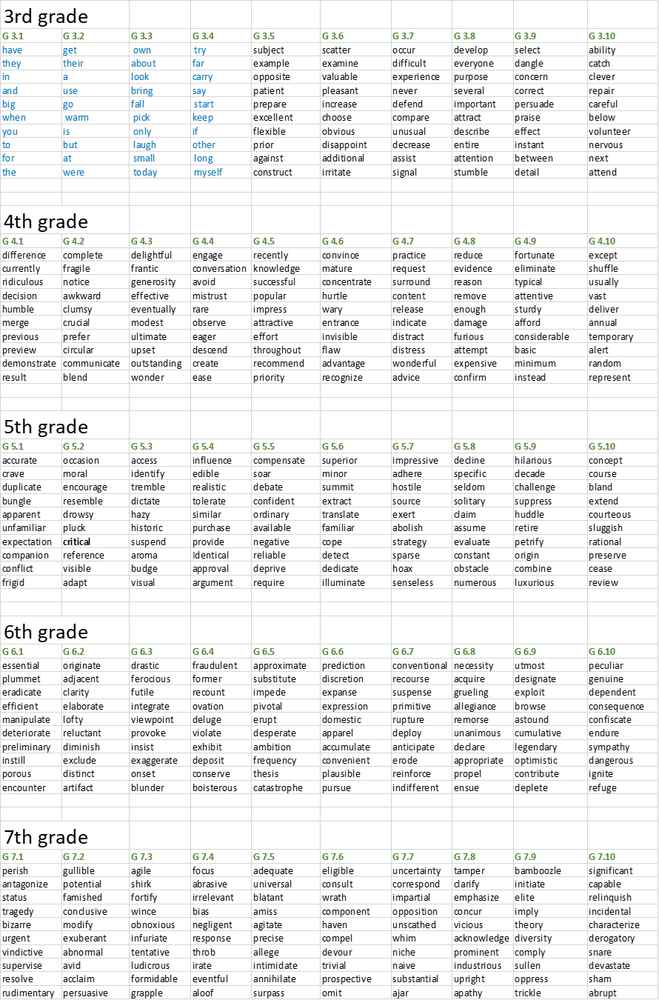 3rd grade
G 3.1 G 3.2 G 3.3 G 3.4 G 3.5 G 3.6 G 3.7 G 3.8 G 3.9 G 3.10
have get own try subject scatter occur develop select ability
they their about far example examine difficult everyone dangle catch
in a look carry opposite valuable experience purpose concern clever
and use bring say patient pleasant never several correct repair
big go fall start prepare increase defend important persuade careful
when warm pick keep excellent choose compare attract praise below
you is only if flexible obvious unusual describe effect volunteer
to but laugh other prior disappoint decrease entire instant nervous
for at small long against additional assist attention between next
the were today myself construct irritate signal stumble detail attend
4th grade
G 4.1 G 4.2 G 4.3 G 4.4 G 4.5 G 4.6 G 4.7 G 4.8 G 4.9 G 4.10
difference complete delightful engage recently convince practice reduce fortunate except
currently fragile frantic conversation knowledge mature request evidence eliminate shuffle
ridiculous notice generosity avoid successful concentrate surround reason typical usually
decision awkward effective mistrust popular hurtle content remove attentive vast
humble clumsy eventually rare impress wary release enough sturdy deliver
merge crucial modest observe attractive entrance indicate damage afford annual
previous prefer ultimate eager effort invisible distract furious considerable temporary
preview circular upset descend throughout flaw distress attempt basic alert
demonstrate communicate outstanding create recommend advantage wonderful expensive minimum random
result blend wonder ease priority recognize advice confirm instead represent
5th grade
G 5.1 G 5.2 G 5.3 G 5.4 G 5.5 G 5.6 G 5.7 G 5.8 G 5.9 G 5.10
accurate occasion access influence compensate superior impressive decline hilarious concept
crave moral identify edible soar minor adhere specific decade course
duplicate encourage tremble realistic debate summit hostile seldom challenge bland
bungle resemble dictate tolerate confident extract source solitary suppress extend
apparent drowsy hazy similar ordinary translate exert claim huddle courteous
unfamiliar pluck historic purchase available familiar abolish assume retire sluggish
expectation critical suspend provide negative cope strategy evaluate petrify rational
companion reference aroma Identical reliable detect sparse constant origin preserve
conflict visible budge approval deprive dedicate hoax obstacle combine cease
frigid adapt visual argument require illuminate senseless numerous luxurious review
6th grade
G 6.1 G 6.2 G 6.3 G 6.4 G 6.5 G 6.6 G 6.7 G 6.8 G 6.9 G 6.10
essential originate drastic fraudulent approximate prediction conventional necessity utmost peculiar
plummet adjacent ferocious former substitute discretion recourse acquire designate genuine
eradicate clarity futile recount impede expanse suspense grueling exploit dependent
efficient elaborate integrate ovation pivotal expression primitive allegiance browse consequence
manipulate lofty viewpoint deluge erupt domestic rupture remorse astound confiscate
deteriorate reluctant provoke violate desperate apparel deploy unanimous cumulative endure
preliminary diminish insist exhibit ambition accumulate anticipate declare legendary sympathy
instill exclude exaggerate deposit frequency convenient erode appropriate optimistic dangerous
porous distinct onset conserve thesis plausible reinforce propel contribute ignite
encounter artifact blunder boisterous catastrophe pursue indifferent ensue deplete refuge
7th grade
G 7.1 G 7.2 G 7.3 G 7.4 G 7.5 G 7.6 G 7.7 G 7.8 G 7.9 G 7.10
perish gullible agile focus adequate eligible uncertainty tamper bamboozle significant
antagonize potential shirk abrasive universal consult correspond clarify initiate capable
status famished fortify irrelevant blatant wrath impartial emphasize elite relinquish
tragedy conclusive wince bias amiss component opposition concur imply incidental
bizarre modify obnoxious negligent agitate haven unscathed vicious theory characterize
urgent exuberant infuriate response precise compel whim acknowledge diversity derogatory
vindictive abnormal tentative throb allege devour niche prominent comply snare
supervise avid ludicrous irate intimidate trivial naive industrious sullen devastate
resolve acclaim formidable eventful annihilate prospective substantial upright oppress sham
rudimentary persuasive grapple aloof surpass omit ajar apathy trickle abrupt